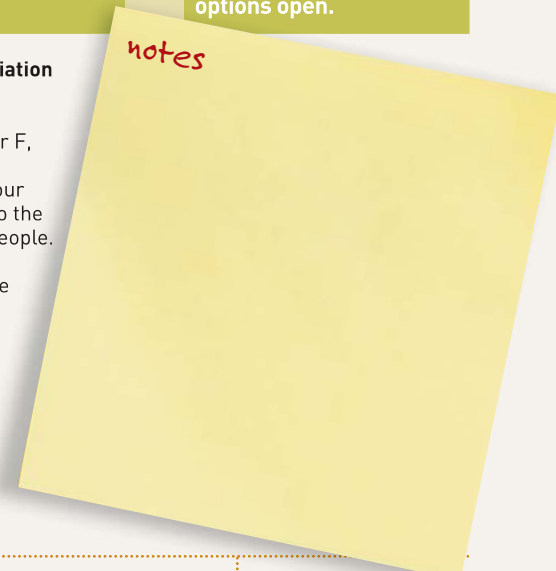 options open.
notes
iation
r F,
our
o the
eople.
e